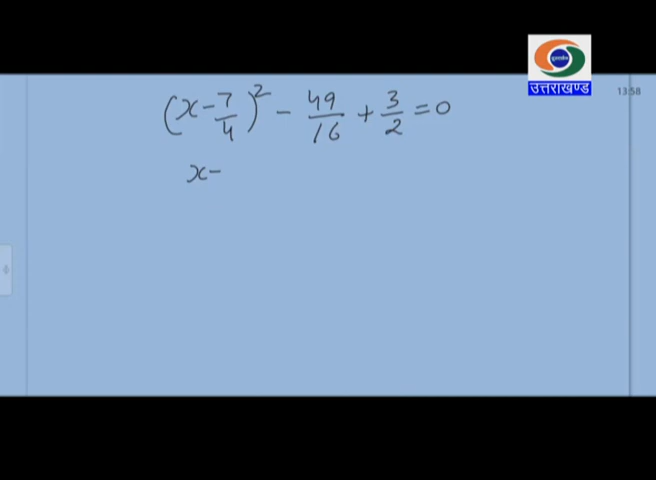 उत्तराखण्ड
13:58
(x - 7/4)² - 49/16 + 3/2 = 0
x -